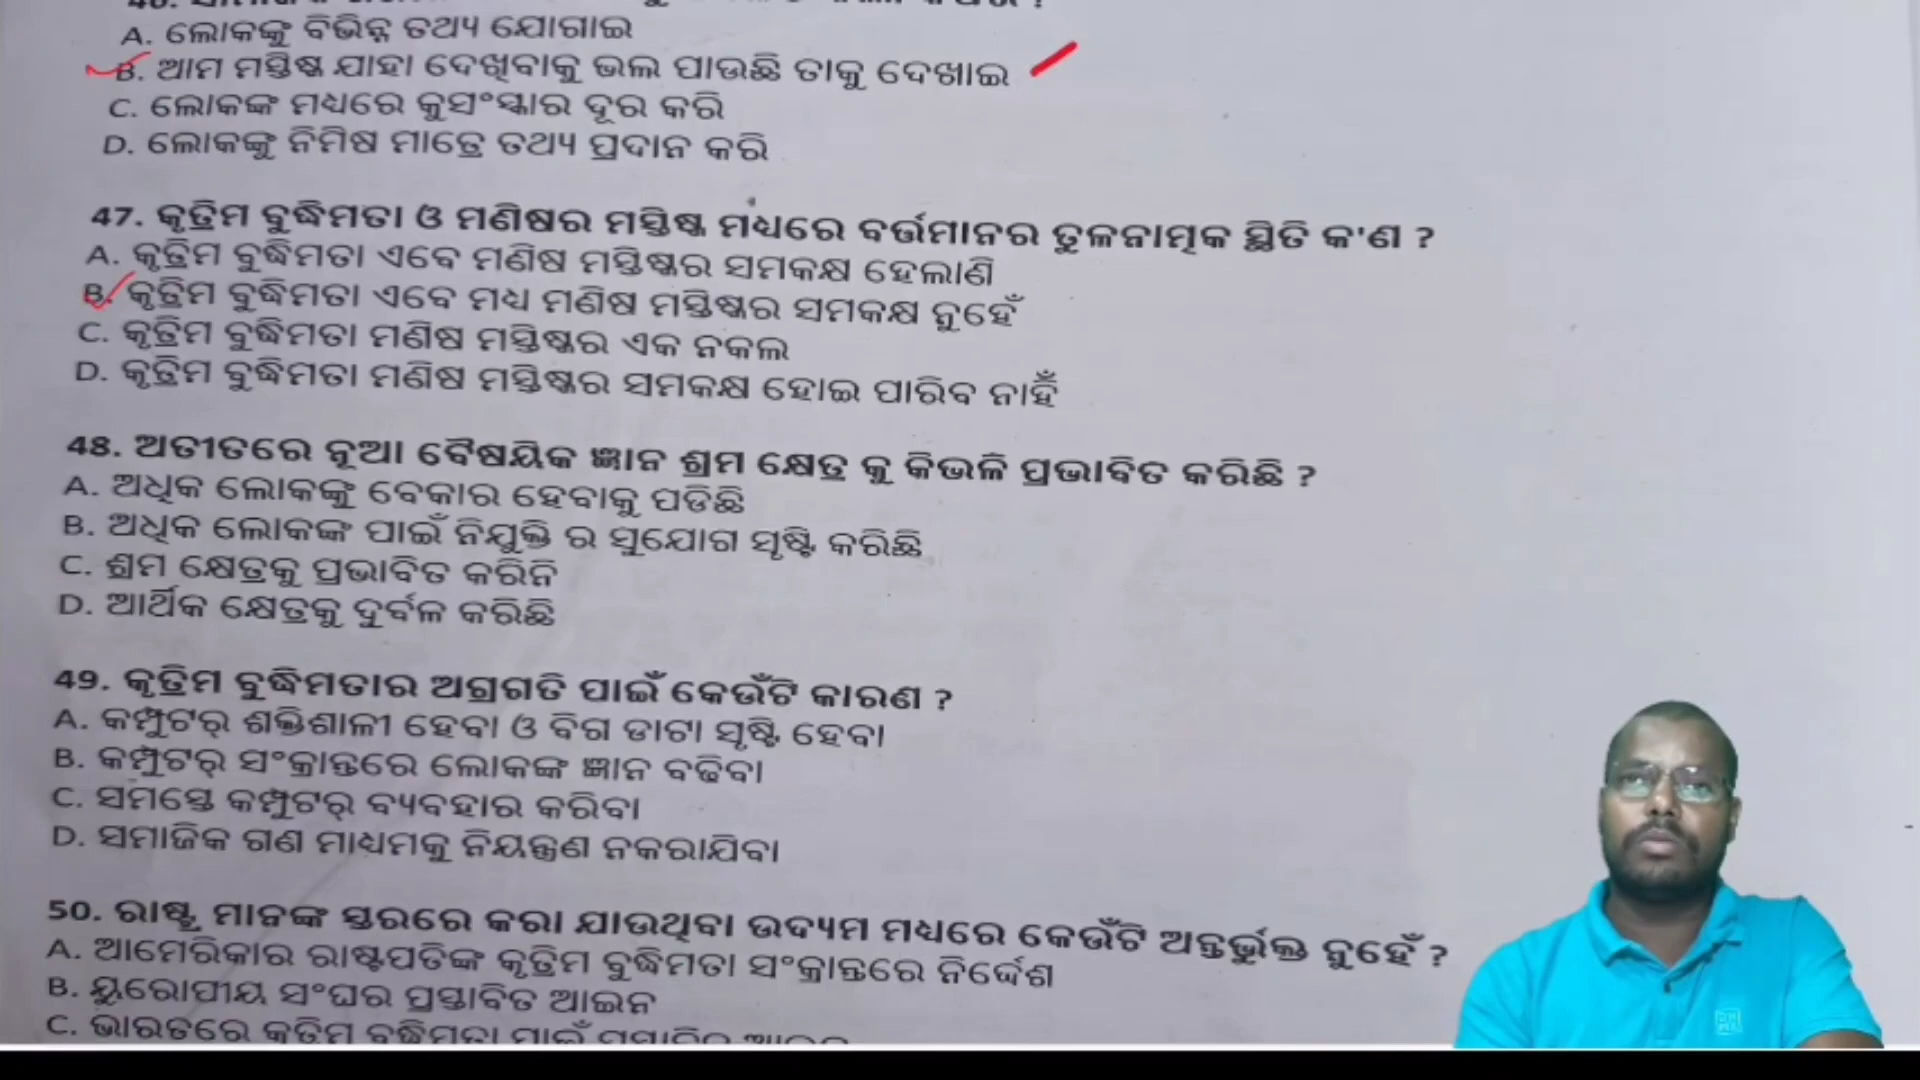 A. ଲୋକଙ୍କୁ ବିଭିନ୍ନ ତଥ୍ୟ ଯୋଗାଇ
B. ଆମ ମସ୍ତିଷ୍କ ଯାହା ଦେଖିବାକୁ ଭଲ ପାଉଛି ତାକୁ ଦେଖାଇ
C. ଲୋକଙ୍କ ମଧ୍ୟରେ କୁସଂସ୍କାର ଦୂର କରି
D. ଲୋକଙ୍କୁ ନିମିଷ ମାତ୍ରେ ତଥ୍ୟ ପ୍ରଦାନ କରି
47. କୃତ୍ରିମ ବୁଦ୍ଧିମତା ଓ ମଣିଷର ମସ୍ତିଷ୍କ ମଧ୍ୟରେ ବର୍ତ୍ତମାନର ତୁଳନାତ୍ମକ ସ୍ଥିତି କ'ଣ ?
A. କୃତ୍ରିମ ବୁଦ୍ଧିମତା ଏବେ ମଣିଷ ମସ୍ତିଷ୍କର ସମକକ୍ଷ ହେଲାଣି
B. କୃତ୍ରିମ ବୁଦ୍ଧିମତା ଏବେ ମଧ୍ୟ ମଣିଷ ମସ୍ତିଷ୍କର ସମକକ୍ଷ ନୁହେଁ
C. କୃତ୍ରିମ ବୁଦ୍ଧିମତା ମଣିଷ ମସ୍ତିଷ୍କର ଏକ ନକଲ
D. କୃତ୍ରିମ ବୁଦ୍ଧିମତା ମଣିଷ ମସ୍ତିଷ୍କର ସମକକ୍ଷ ହୋଇ ପାରିବ ନାହିଁ
48. ଅତୀତରେ ନୂଆ ବୈଷୟିକ ଜ୍ଞାନ ଶ୍ରମ କ୍ଷେତ୍ର କୁ କିଭଳି ପ୍ରଭାବିତ କରିଛି ?
A. ଅଧିକ ଲୋକଙ୍କୁ ବେକାର ହେବାକୁ ପଡିଛି
B. ଅଧିକ ଲୋକଙ୍କ ପାଇଁ ନିଯୁକ୍ତି ର ସୁଯୋଗ ସୃଷ୍ଟି କରିଛି
C. ଶ୍ରମ କ୍ଷେତ୍ରକୁ ପ୍ରଭାବିତ କରିନି
D. ଆର୍ଥିକ କ୍ଷେତ୍ରକୁ ଦୁର୍ବଳ କରିଛି
49. କୃତ୍ରିମ ବୁଦ୍ଧିମତାର ଅଗ୍ରଗତି ପାଇଁ କେଉଁଟି କାରଣ ?
A. କମ୍ପୁଟର୍ ଶକ୍ତିଶାଳୀ ହେବା ଓ ବିଗ ଡାଟା ସୃଷ୍ଟି ହେବା
B. କମ୍ପୁଟର୍ ସଂକ୍ରାନ୍ତରେ ଲୋକଙ୍କ ଜ୍ଞାନ ବଢିବା
C. ସମସ୍ତେ କମ୍ପୁଟର୍ ବ୍ୟବହାର କରିବା
D. ସମାଜିକ ଗଣ ମାଧ୍ୟମକୁ ନିୟନ୍ତ୍ରଣ ନକରାଯିବା
50. ରାଷ୍ଟ୍ର ମାନଙ୍କ ସ୍ତରରେ କରା ଯାଉଥିବା ଉଦ୍ୟମ ମଧ୍ୟରେ କେଉଁଟି ଅନ୍ତର୍ଭୁକ୍ତ ନୁହେଁ ?
A. ଆମେରିକାର ରାଷ୍ଟ୍ରପତିଙ୍କ କୃତ୍ରିମ ବୁଦ୍ଧିମତା ସଂକ୍ରାନ୍ତରେ ନିର୍ଦ୍ଦେଶ
B. ୟୁରୋପୀୟ ସଂଘର ପ୍ରସ୍ତାବିତ ଆଇନ
C. ଭାରତରେ କୃତ୍ରିମ ବୁଦ୍ଧିମତା ପାଇଁ